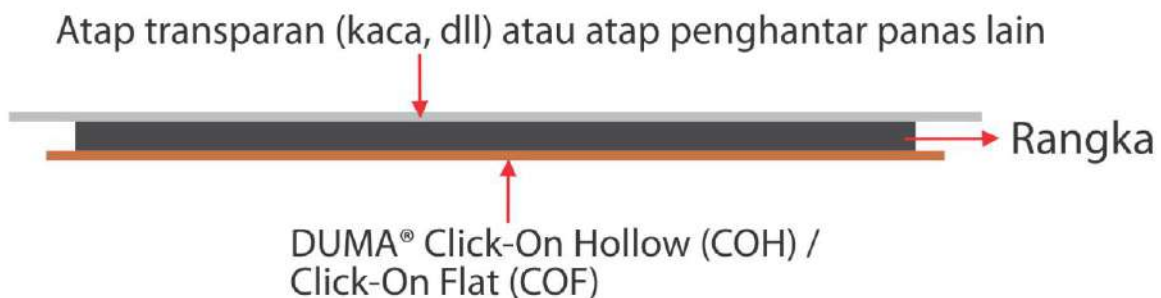 Atap transparan (kaca, dll) atau atap penghantar panas lain
Rangka
DUMA® Click-On Hollow (COH) /
Click-On Flat (COF)